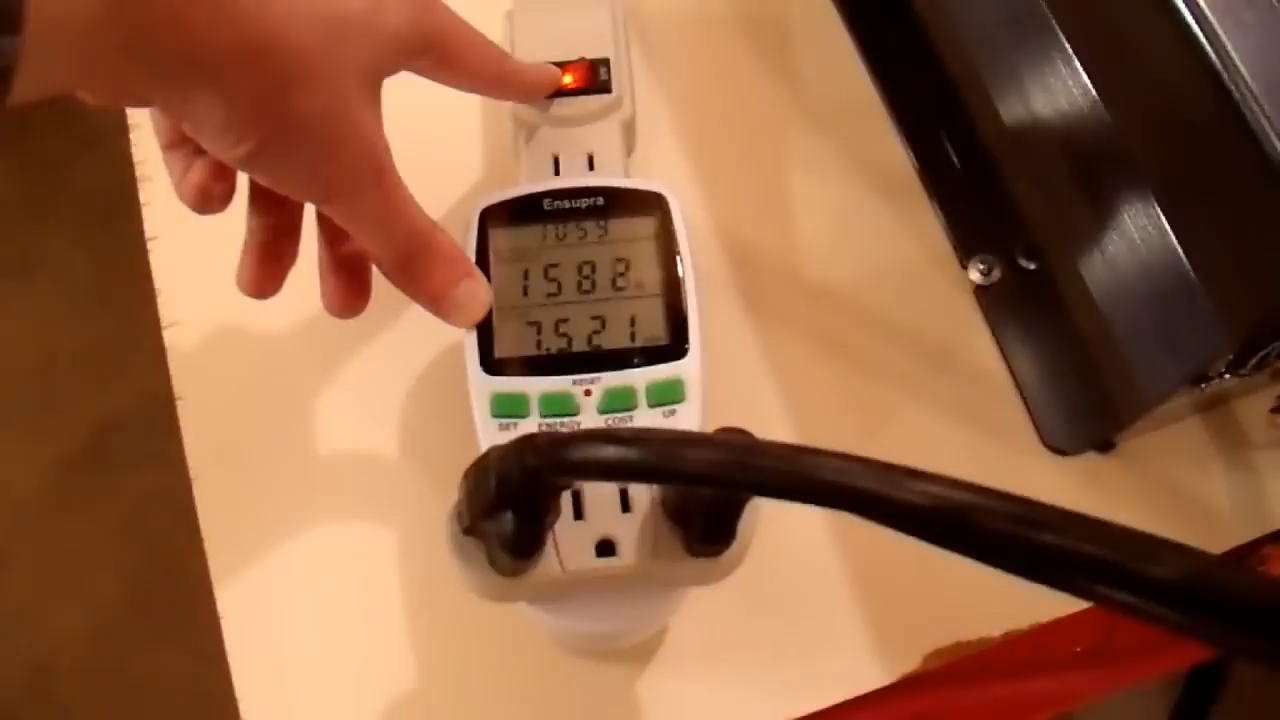 Ensupra
1059
1582
7.521
RESET
SET ENERGY COST UP